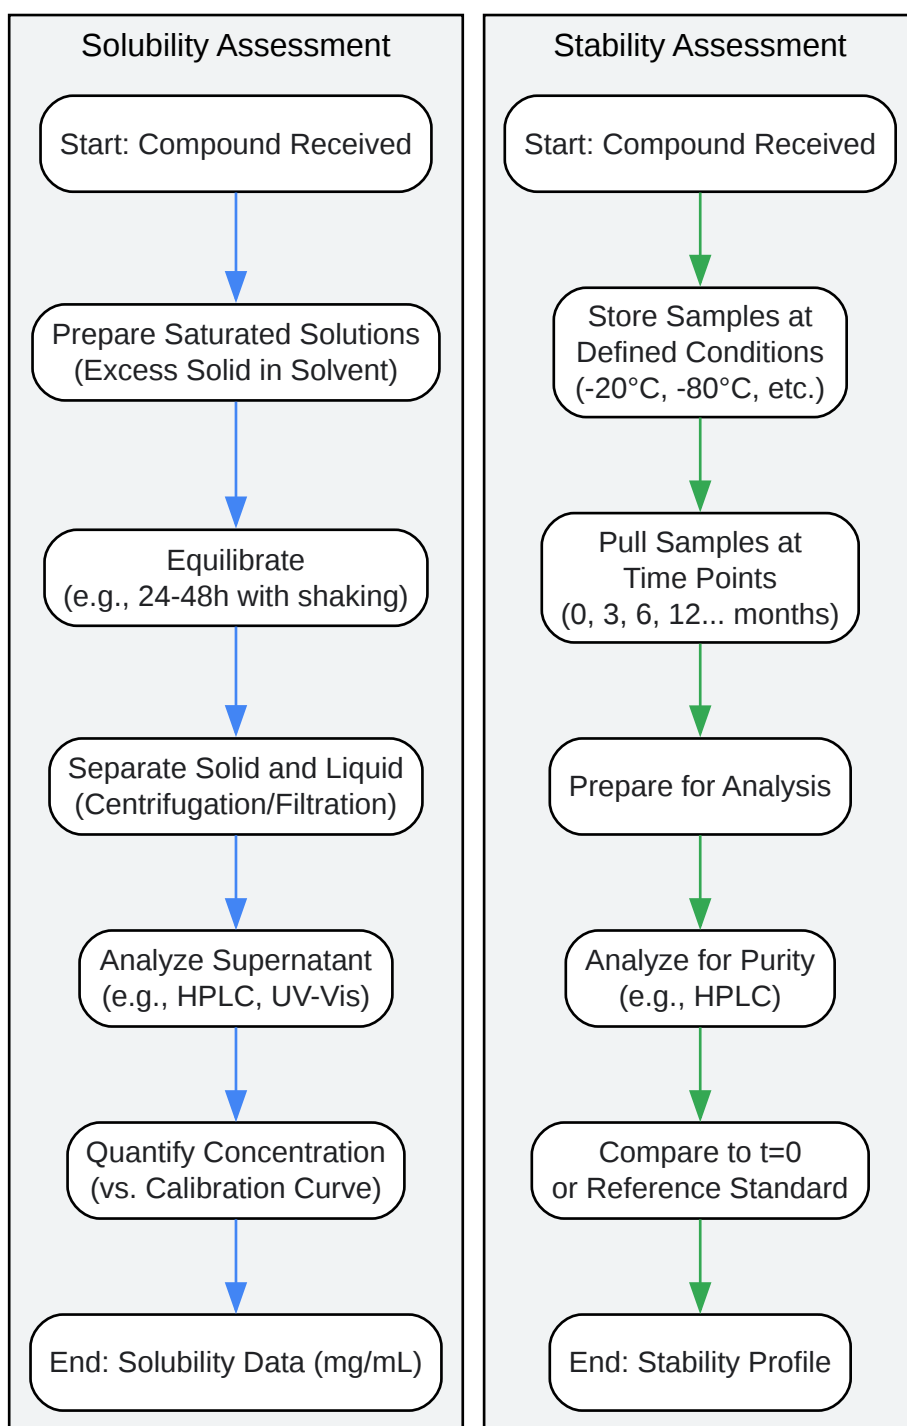 Solubility Assessment
Start: Compound Received
Prepare Saturated Solutions
(Excess Solid in Solvent)
Equilibrate
(e.g., 24-48h with shaking)
Separate Solid and Liquid
(Centrifugation/Filtration)
Analyze Supernatant
(e.g., HPLC, UV-Vis)
Quantify Concentration
(vs. Calibration Curve)
End: Solubility Data (mg/mL)
Stability Assessment
Start: Compound Received
Store Samples at
Defined Conditions
(-20°C, -80°C, etc.)
Pull Samples at
Time Points
(0, 3, 6, 12... months)
Prepare for Analysis
Analyze for Purity
(e.g., HPLC)
Compare to t=0
or Reference Standard
End: Stability Profile